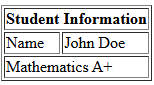 Student Information
Name John Doe
Mathematics A+